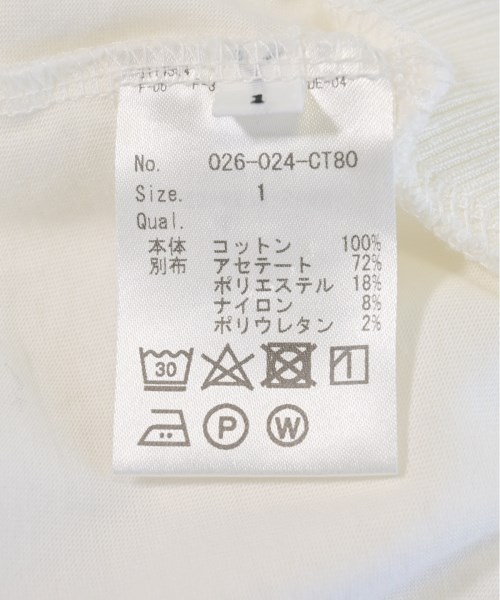 1
No. 026-024-CT80
Size. 1
Qual.
本体 コットン 100%
別布 アセテート 72%
ポリエステル 18%
ナイロン 8%
ポリウレタン 2%
30
P W